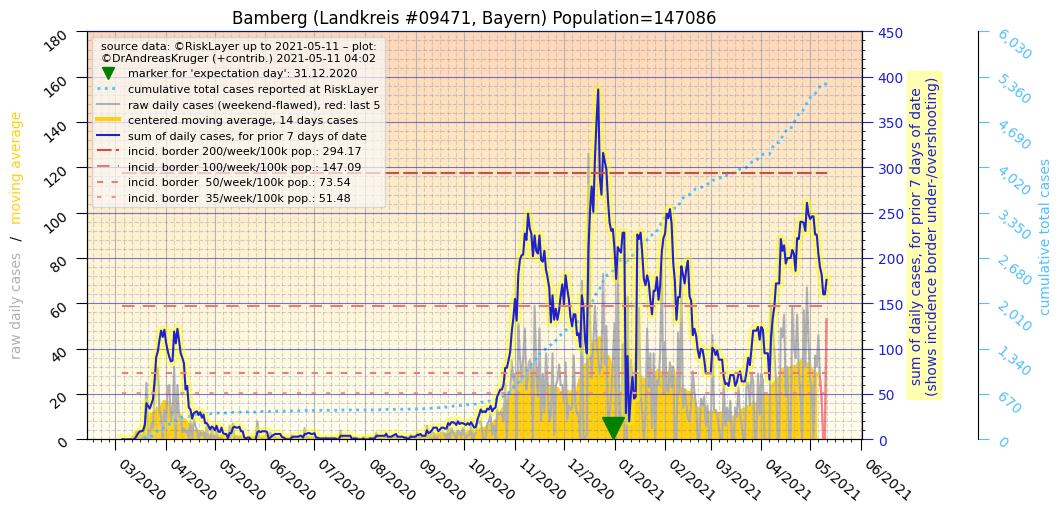 Bamberg (Landkreis #09471, Bayern) Population=147086
source data: ©RiskLayer up to 2021-05-11 – plot:
©DrAndreasKruger (+contrib.) 2021-05-11 04:02
marker for 'expectation day': 31.12.2020
cumulative total cases reported at RiskLayer
raw daily cases (weekend-flawed), red: last 5
centered moving average, 14 days cases
sum of daily cases, for prior 7 days of date
incid. border 200/week/100k pop.: 294.17
incid. border 100/week/100k pop.: 147.09
incid. border 50/week/100k pop.: 73.54
incid. border 35/week/100k pop.: 51.48
raw daily cases / moving average
180
160
140
120
100
80
60
40
20
0
03/2020
04/2020
05/2020
06/2020
07/2020
08/2020
09/2020
10/2020
11/2020
12/2020
01/2021
02/2021
03/2021
04/2021
05/2021
06/2021
450
400
350
300
250
200
150
100
50
0
sum of daily cases, for prior 7 days of date
(shows incidence border under-/overshooting)
6,030
5,360
4,690
4,020
3,350
2,680
2,010
1,340
670
0
cumulative total cases